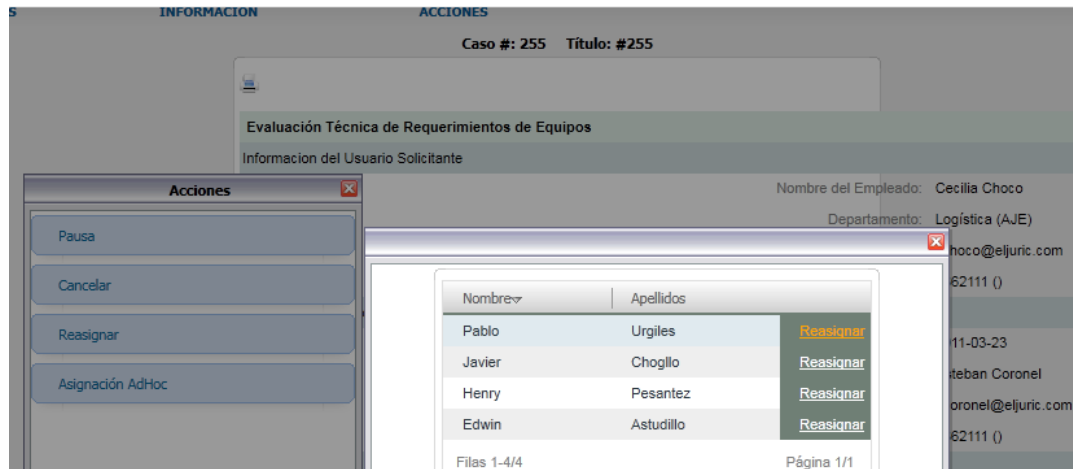 S INFORMACION ACCIONES
Caso #: 255 Título: #255
Evaluación Técnica de Requerimientos de Equipos
Informacion del Usuario Solicitante
Nombre del Empleado: Cecilia Choco
Departamento: Logística (AJE)
hoco@eljuric.com
62111 ()
11-03-23
teban Coronel
oronel@eljuric.com
62111 ()
Acciones
Pausa
Cancelar
Reasignar
Asignación AdHoc
Nombre Apellidos
Pablo Urgiles Reasignar
Javier Chogllo Reasignar
Henry Pesantez Reasignar
Edwin Astudillo Reasignar
Filas 1-4/4 Página 1/1